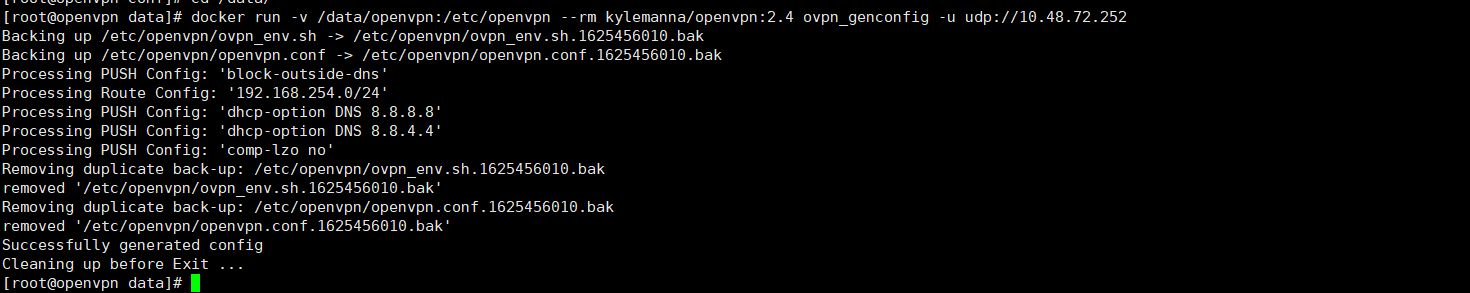 [root@openvpn conf]# cd /data/
[root@openvpn data]# docker run -v /data/openvpn:/etc/openvpn --rm kylemanna/openvpn:2.4 ovpn_genconfig -u udp://10.48.72.252
Backing up /etc/openvpn/ovpn_env.sh -> /etc/openvpn/ovpn_env.sh.1625456010.bak
Backing up /etc/openvpn/openvpn.conf -> /etc/openvpn/openvpn.conf.1625456010.bak
Processing PUSH Config: 'block-outside-dns'
Processing Route Config: '192.168.254.0/24'
Processing PUSH Config: 'dhcp-option DNS 8.8.8.8'
Processing PUSH Config: 'dhcp-option DNS 8.8.4.4'
Processing PUSH Config: 'comp-lzo no'
Removing duplicate back-up: /etc/openvpn/ovpn_env.sh.1625456010.bak
removed '/etc/openvpn/ovpn_env.sh.1625456010.bak'
Removing duplicate back-up: /etc/openvpn/openvpn.conf.1625456010.bak
removed '/etc/openvpn/openvpn.conf.1625456010.bak'
Successfully generated config
Cleaning up before Exit ...
[root@openvpn data]#